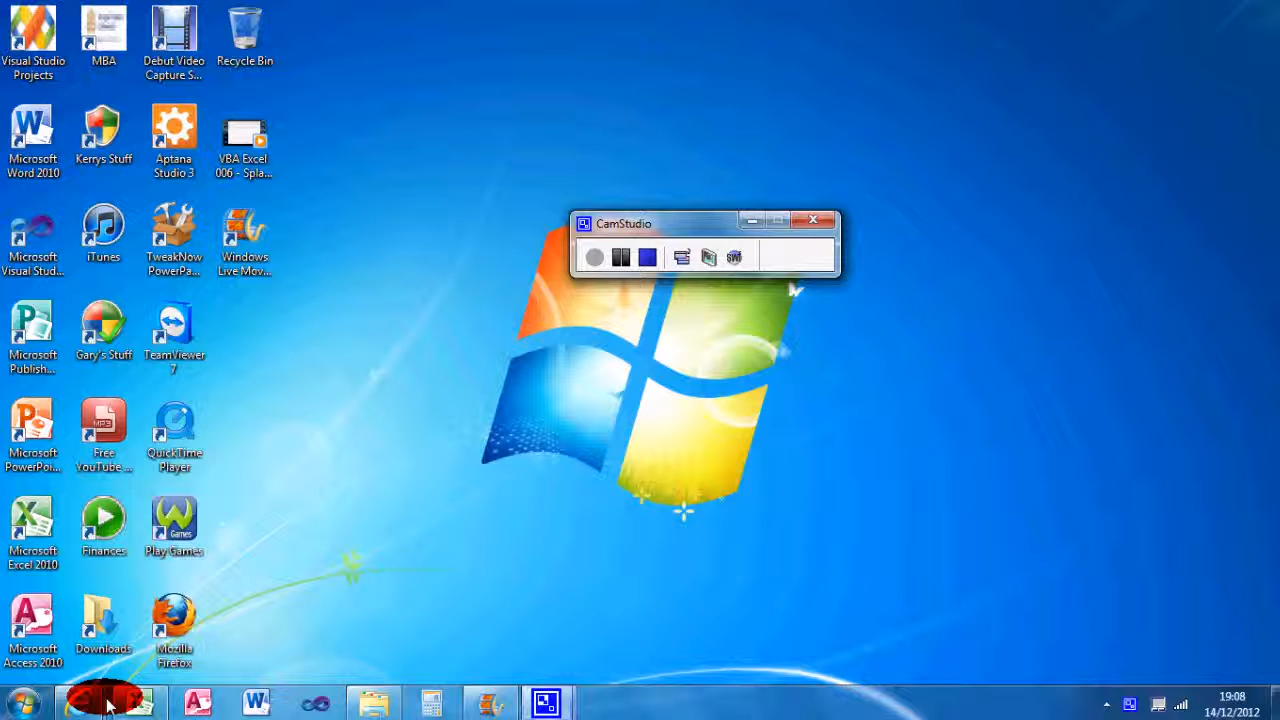 Visual Studio
Projects
MBA
Debut Video
Capture S...
Recycle Bin
Microsoft
Word 2010
Kerrys Stuff
Aptana
Studio 3
VBA Excel
006 - Spla...
Microsoft
Visual Stud...
iTunes
TweakNow
PowerPa...
Windows
Live Mov...
CamStudio
SWF
Microsoft
Publish...
Gary's Stuff
TeamViewer
7
Microsoft
PowerPoi...
MP3
Free
YouTube ...
QuickTime
Player
Microsoft
Excel 2010
Finances
Games
Play Games
Microsoft
Access 2010
Downloads
Mozilla
Firefox
19:08
14/12/2012